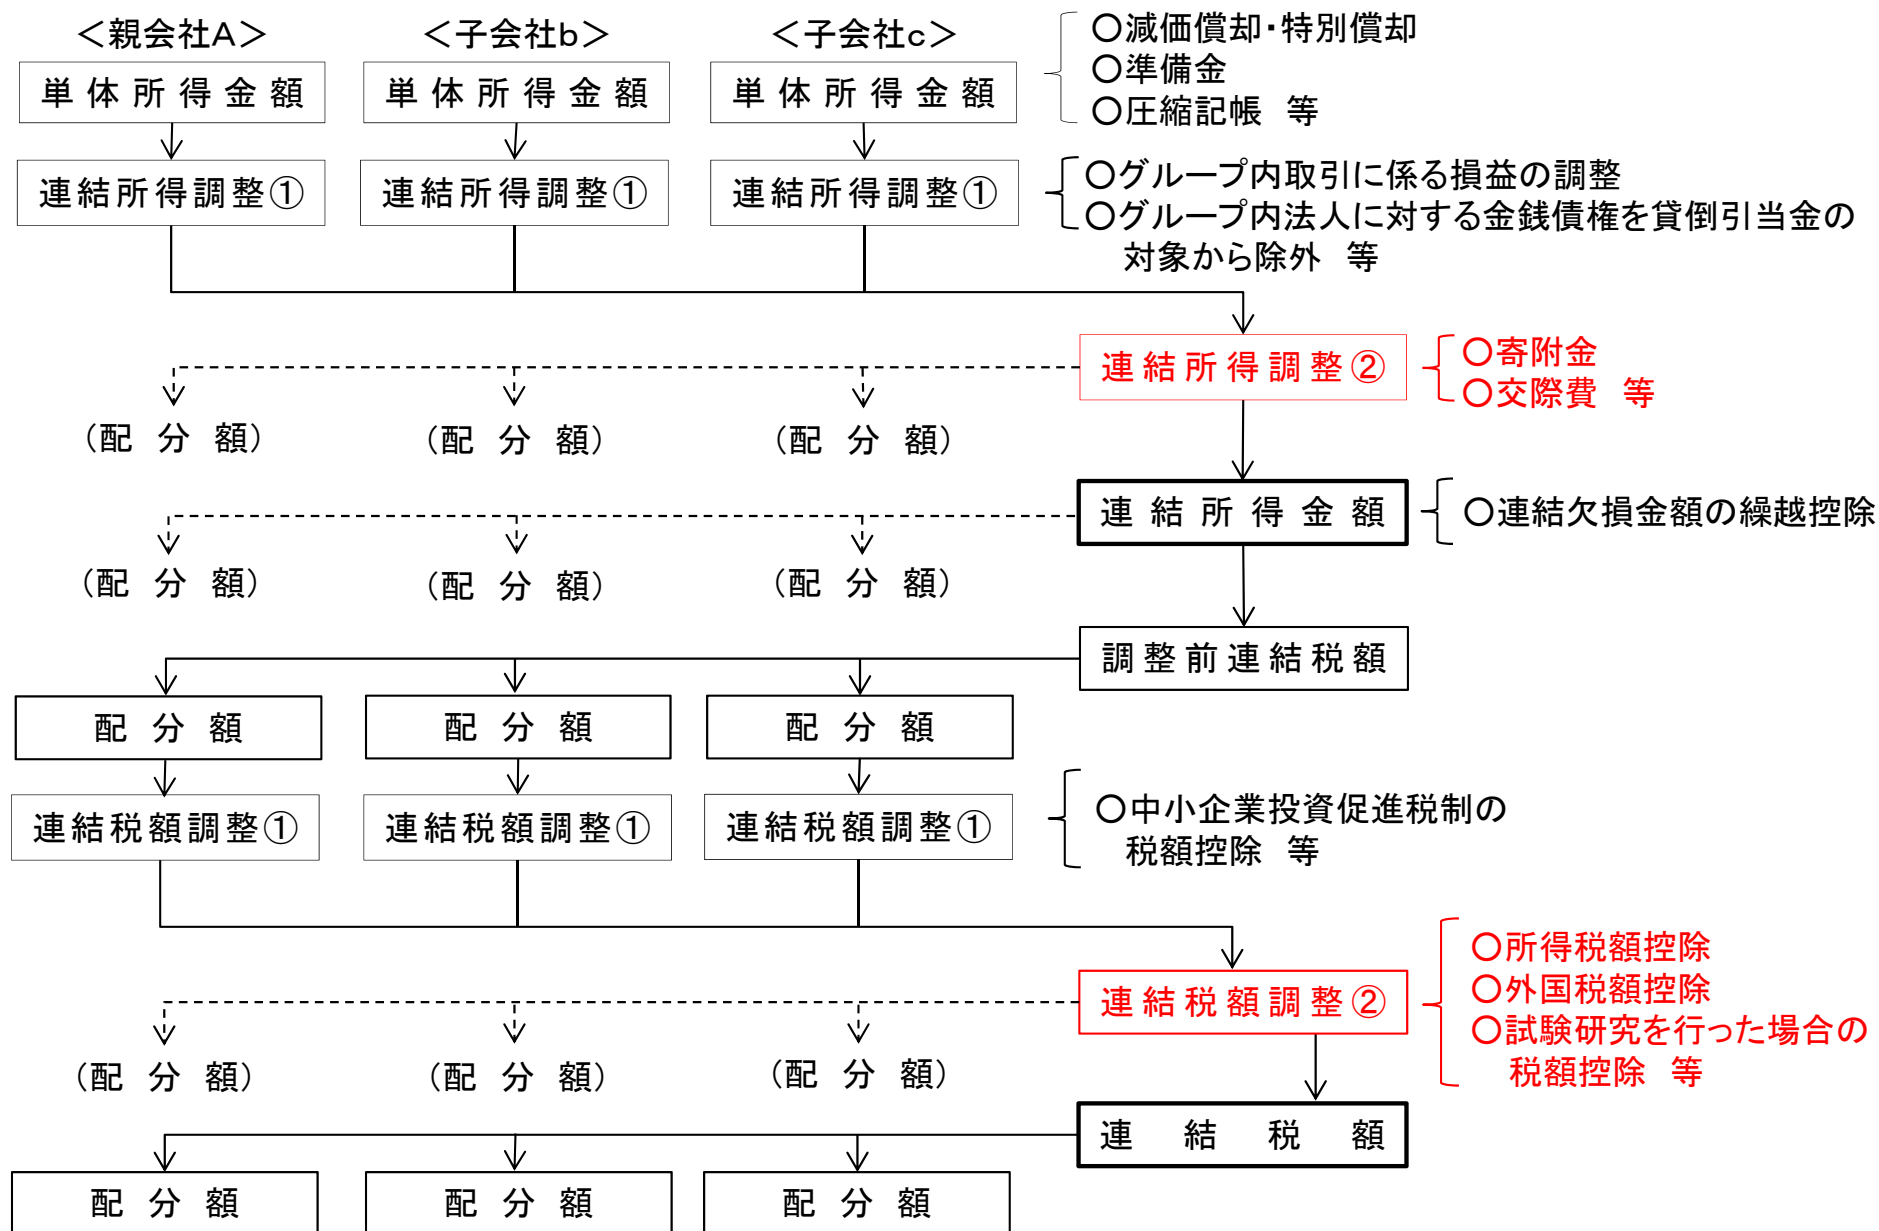 ＜親会社A＞ ＜子会社b＞ ＜子会社c＞
○減価償却・特別償却
○準備金
○圧縮記帳 等
単体所得金額 単体所得金額 単体所得金額
連結所得調整① 連結所得調整① 連結所得調整①
○グループ内取引に係る損益の調整
○グループ内法人に対する金銭債権を貸倒引当金の
対象から除外 等
連結所得調整②
○寄附金
○交際費 等
（配 分 額） （配 分 額） （配 分 額）
連結所得金額
○連結欠損金額の繰越控除
（配 分 額） （配 分 額） （配 分 額）
調整前連結税額
配 分 額 配 分 額 配 分 額
連結税額調整① 連結税額調整① 連結税額調整①
○中小企業投資促進税制の
税額控除 等
連結税額調整②
○所得税額控除
○外国税額控除
○試験研究を行った場合の
税額控除 等
（配 分 額） （配 分 額） （配 分 額）
連 結 税 額
配 分 額 配 分 額 配 分 額